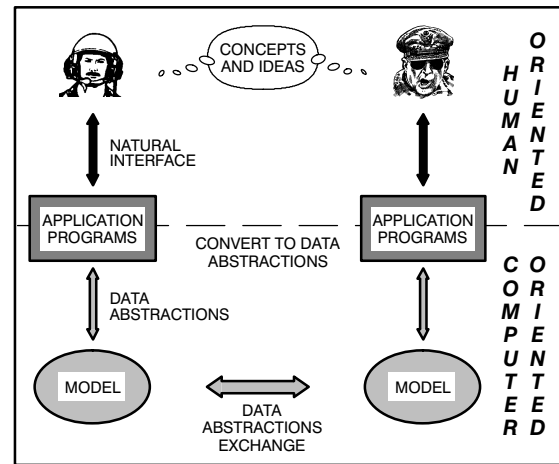 CONCEPTS
AND IDEAS
HUMAN
ORIENTED
NATURAL
INTERFACE
APPLICATION
PROGRAMS
APPLICATION
PROGRAMS
CONVERT TO DATA
ABSTRACTIONS
DATA
ABSTRACTIONS
COMPUTER
ORIENTED
MODEL
MODEL
DATA
ABSTRACTIONS
EXCHANGE